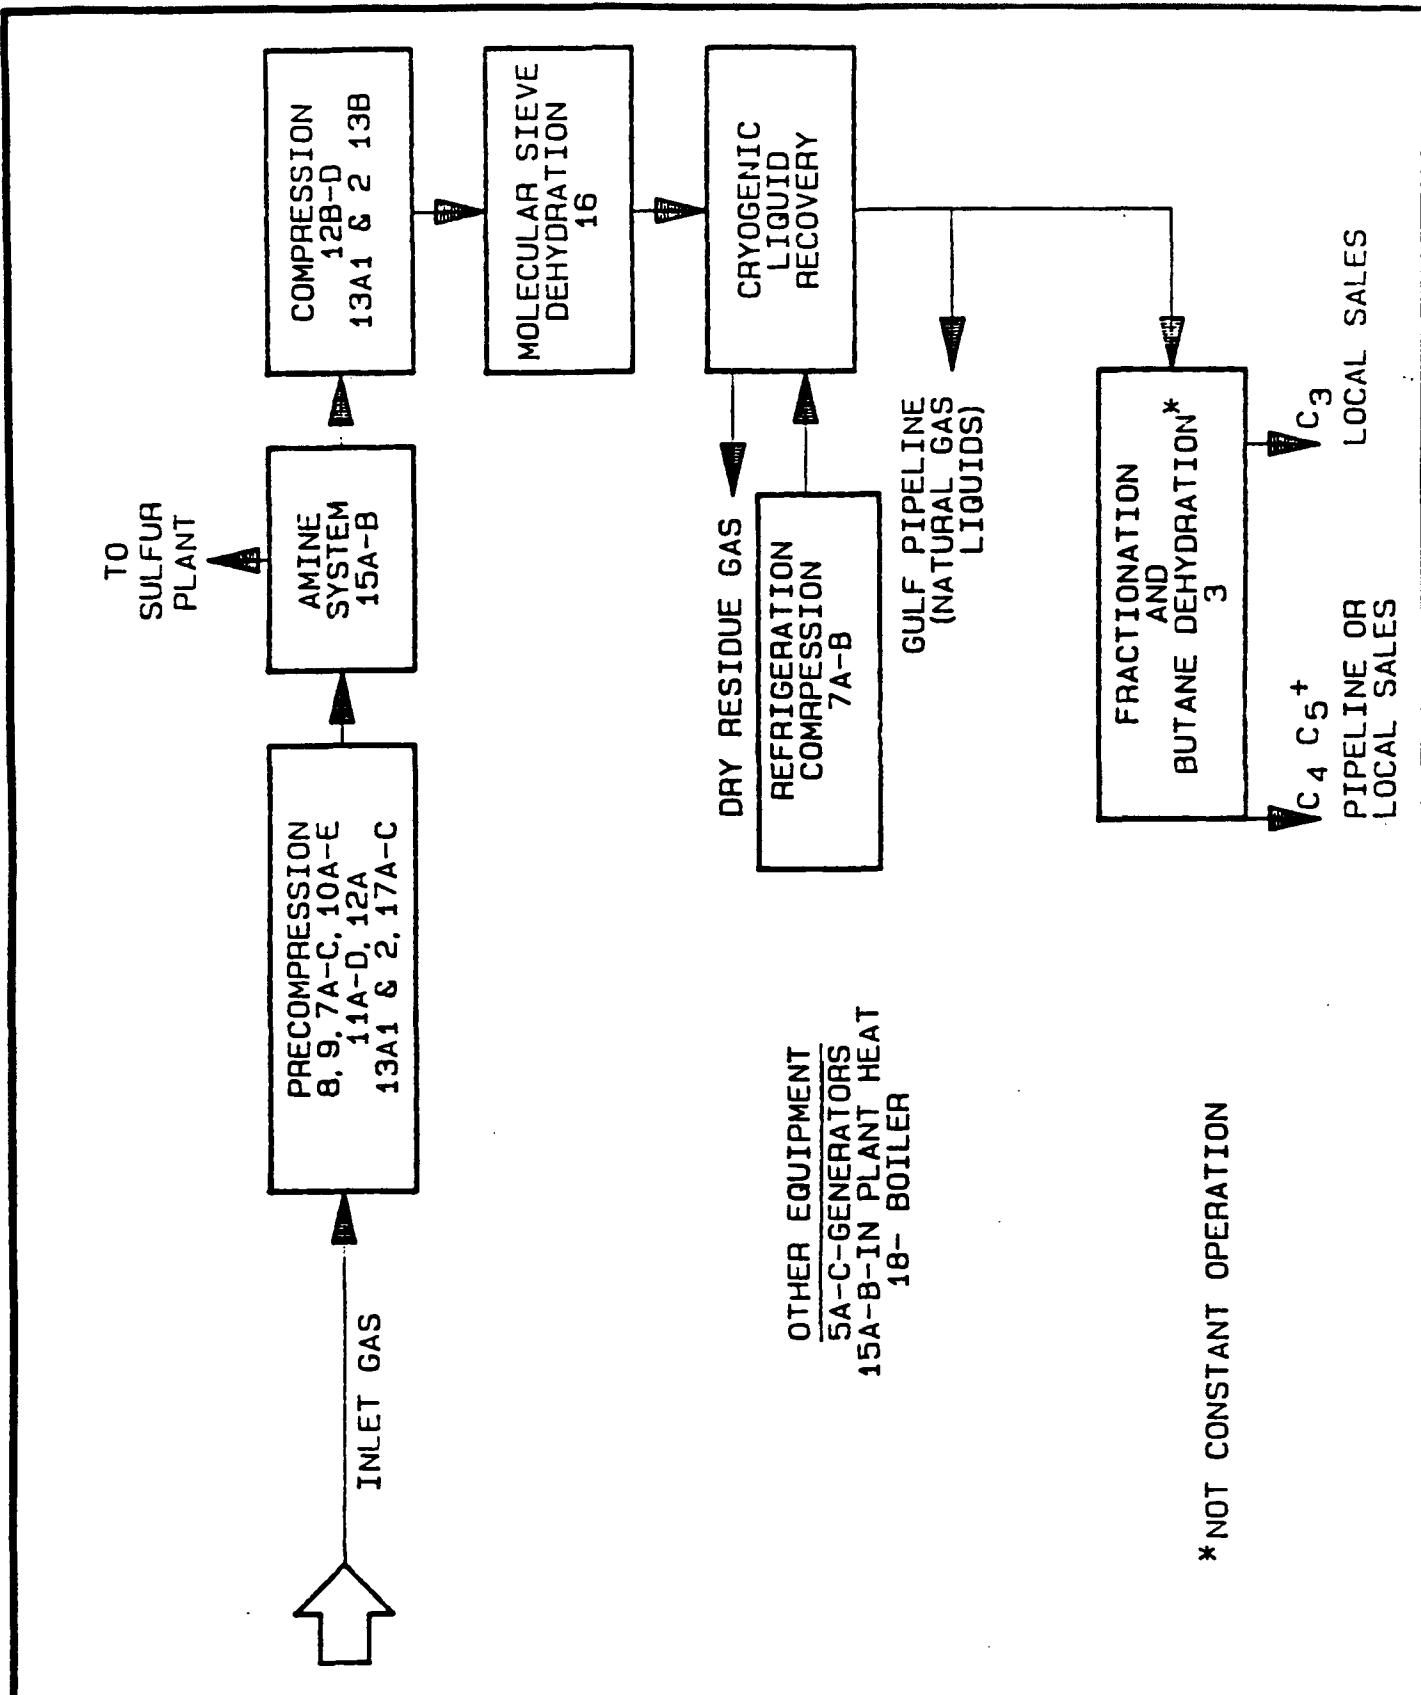 INLET GAS
PRECOMPRESSION
8, 9, 7A-C, 10A-E
11A-D, 12A
13A1 & 2, 17A-C
TO
SULFUR
PLANT
AMINE
SYSTEM
15A-B
COMPRESSION
12B-D
13A1 & 2 13B
MOLECULAR SIEVE
DEHYDRATION
16
CRYOGENIC
LIQUID
RECOVERY
DRY RESIDUE GAS
REFRIGERATION
COMRPESSION
7A-B
GULF PIPELINE
(NATURAL GAS
LIQUIDS)
OTHER EQUIPMENT
5A-C-GENERATORS
15A-B-IN PLANT HEAT
18- BOILER
FRACTIONATION
AND
BUTANE DEHYDRATION*
3
C4 C5+
PIPELINE OR
LOCAL SALES
C3
LOCAL SALES
*NOT CONSTANT OPERATION